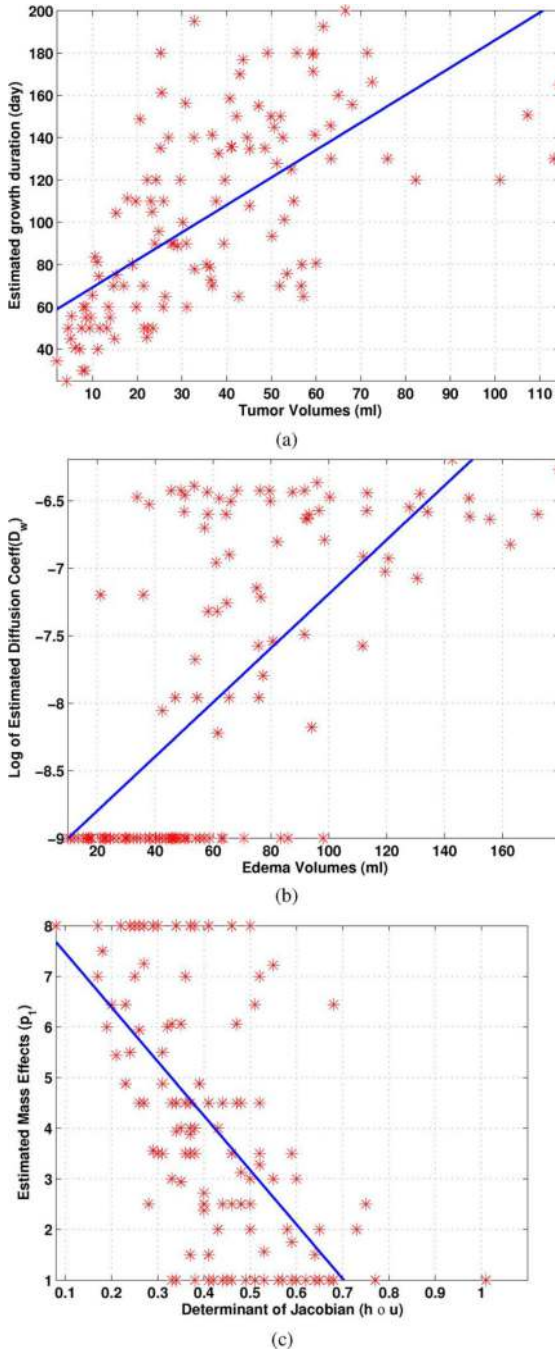 200
180
160
140
120
100
80
60
40
Estimated growth duration (day)
10 20 30 40 50 60 70 80 90 100 110
Tumor Volumes (ml)
(a)
-6.5
-7
-7.5
-8
-8.5
-9
Log of Estimated Diffusion Coeff(D_w)
20 40 60 80 100 120 140 160
Edema Volumes (ml)
(b)
8
7
6
5
4
3
2
1
Estimated Mass Effects (p_1)
0.1 0.2 0.3 0.4 0.5 0.6 0.7 0.8 0.9 1
Determinant of Jacobian (h o u)
(c)